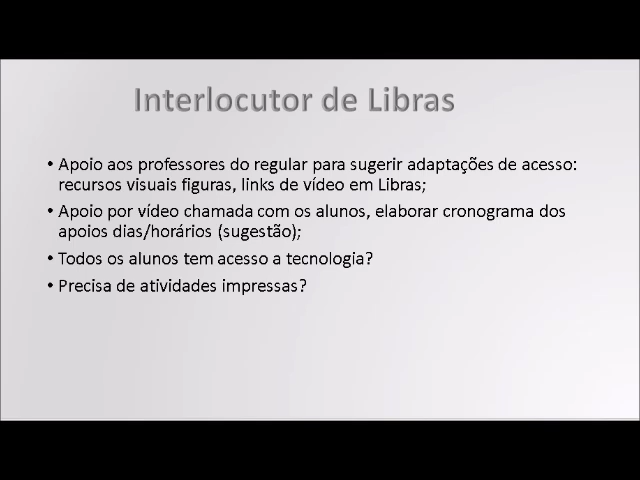 Interlocutor de Libras
• Apoio aos professores do regular para sugerir adaptações de acesso:
recursos visuais figuras, links de vídeo em Libras;
• Apoio por vídeo chamada com os alunos, elaborar cronograma dos
apoios dias/horários (sugestão);
• Todos os alunos tem acesso a tecnologia?
• Precisa de atividades impressas?